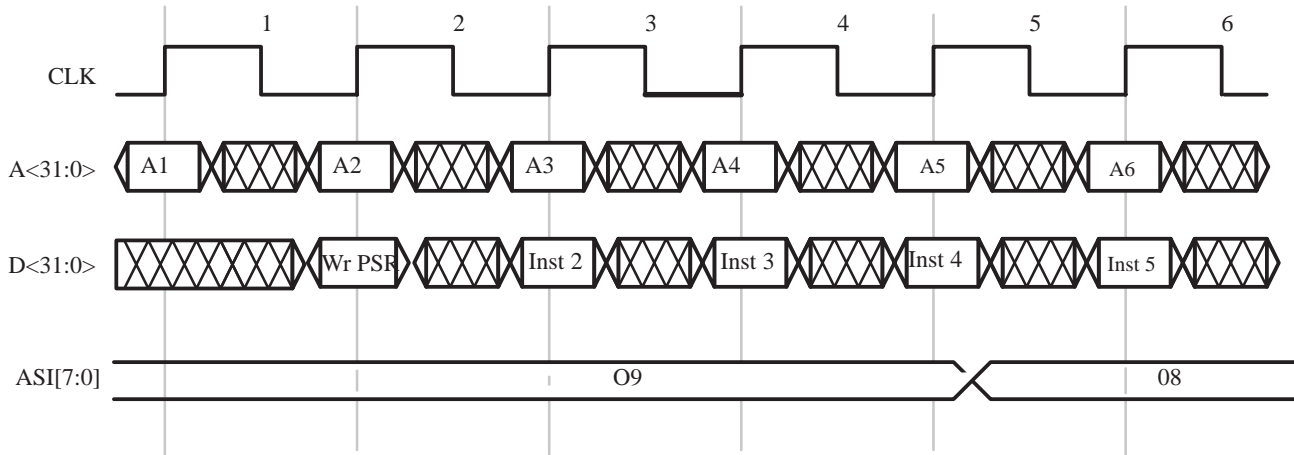 1 2 3 4 5 6
CLK
A<31:0> A1 A2 A3 A4 A5 A6
D<31:0> Wr PSR Inst 2 Inst 3 Inst 4 Inst 5
ASI[7:0] O9 08